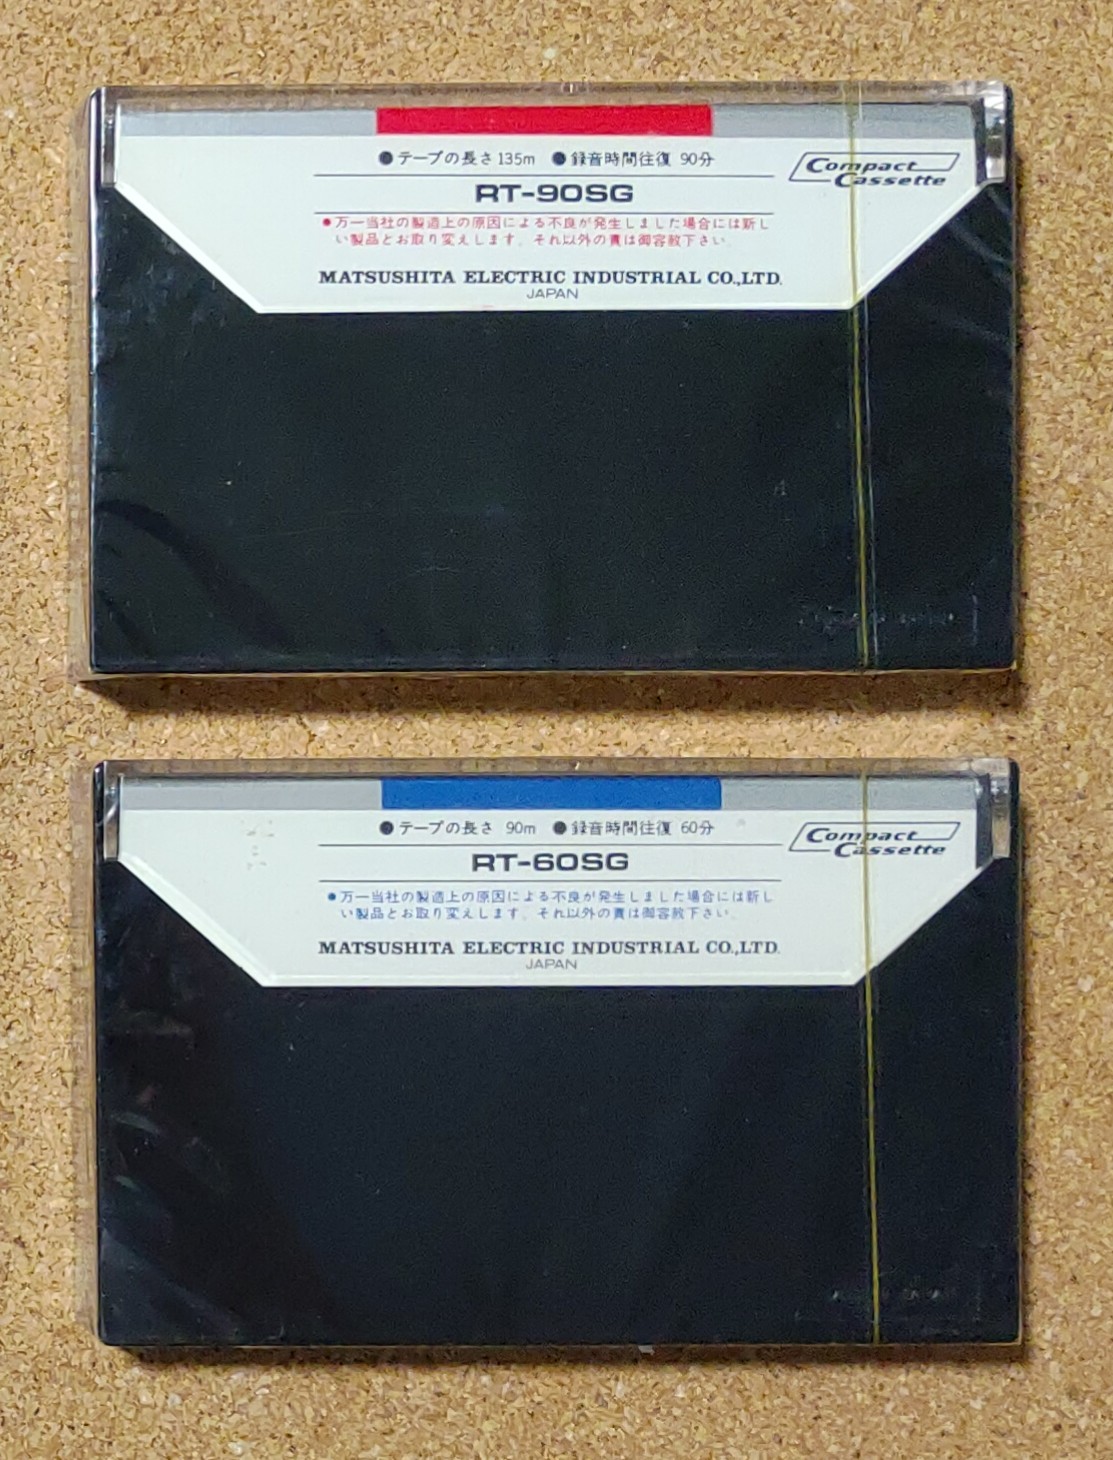 ●テープの長さ135m ●録音時間往復 90分
Compact
Cassette
RT-90SG
●万一当社の製造上の原因による不良が発生しました場合には新し
い製品とお取り変えします。それ以外の責は御容赦下さい。
MATSUSHITA ELECTRIC INDUSTRIAL CO.,LTD.
JAPAN
●テープの長さ 90m ●録音時間往復 60分
Compact
Cassette
RT-60SG
●万一当社の製造上の原因による不良が発生しました場合には新し
い製品とお取り変えします。それ以外の責は御容赦下さい。
MATSUSHITA ELECTRIC INDUSTRIAL CO.,LTD.
JAPAN